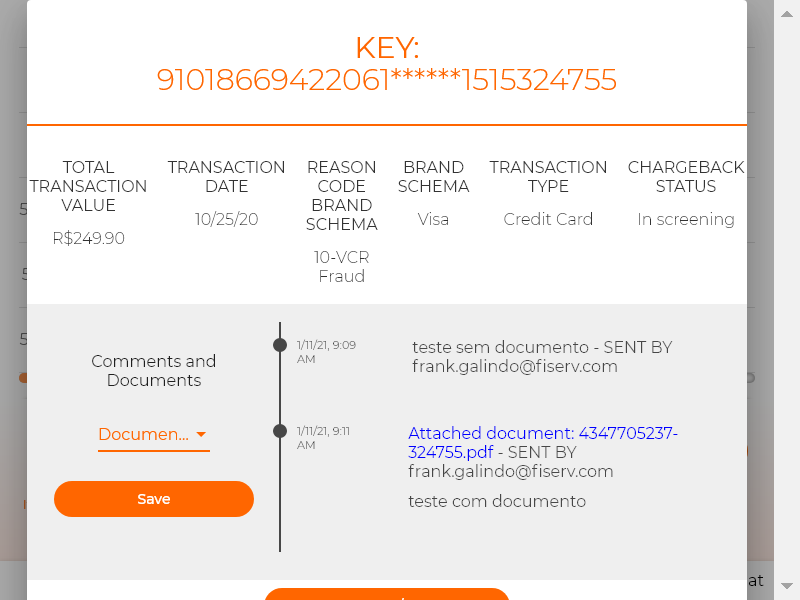 KEY:
91018669422061******1515324755
TOTAL
TRANSACTION
VALUE
R$249.90
TRANSACTION
DATE
10/25/20
REASON
CODE
BRAND
SCHEMA
10-VCR
Fraud
BRAND
SCHEMA
Visa
TRANSACTION
TYPE
Credit Card
CHARGEBACK
STATUS
In screening
Comments and
Documents
Documen...
Save
1/11/21, 9:09
AM
teste sem documento - SENT BY
frank.galindo@fiserv.com
1/11/21, 9:11
AM
Attached document: 4347705237-
324755.pdf - SENT BY
frank.galindo@fiserv.com
teste com documento
at